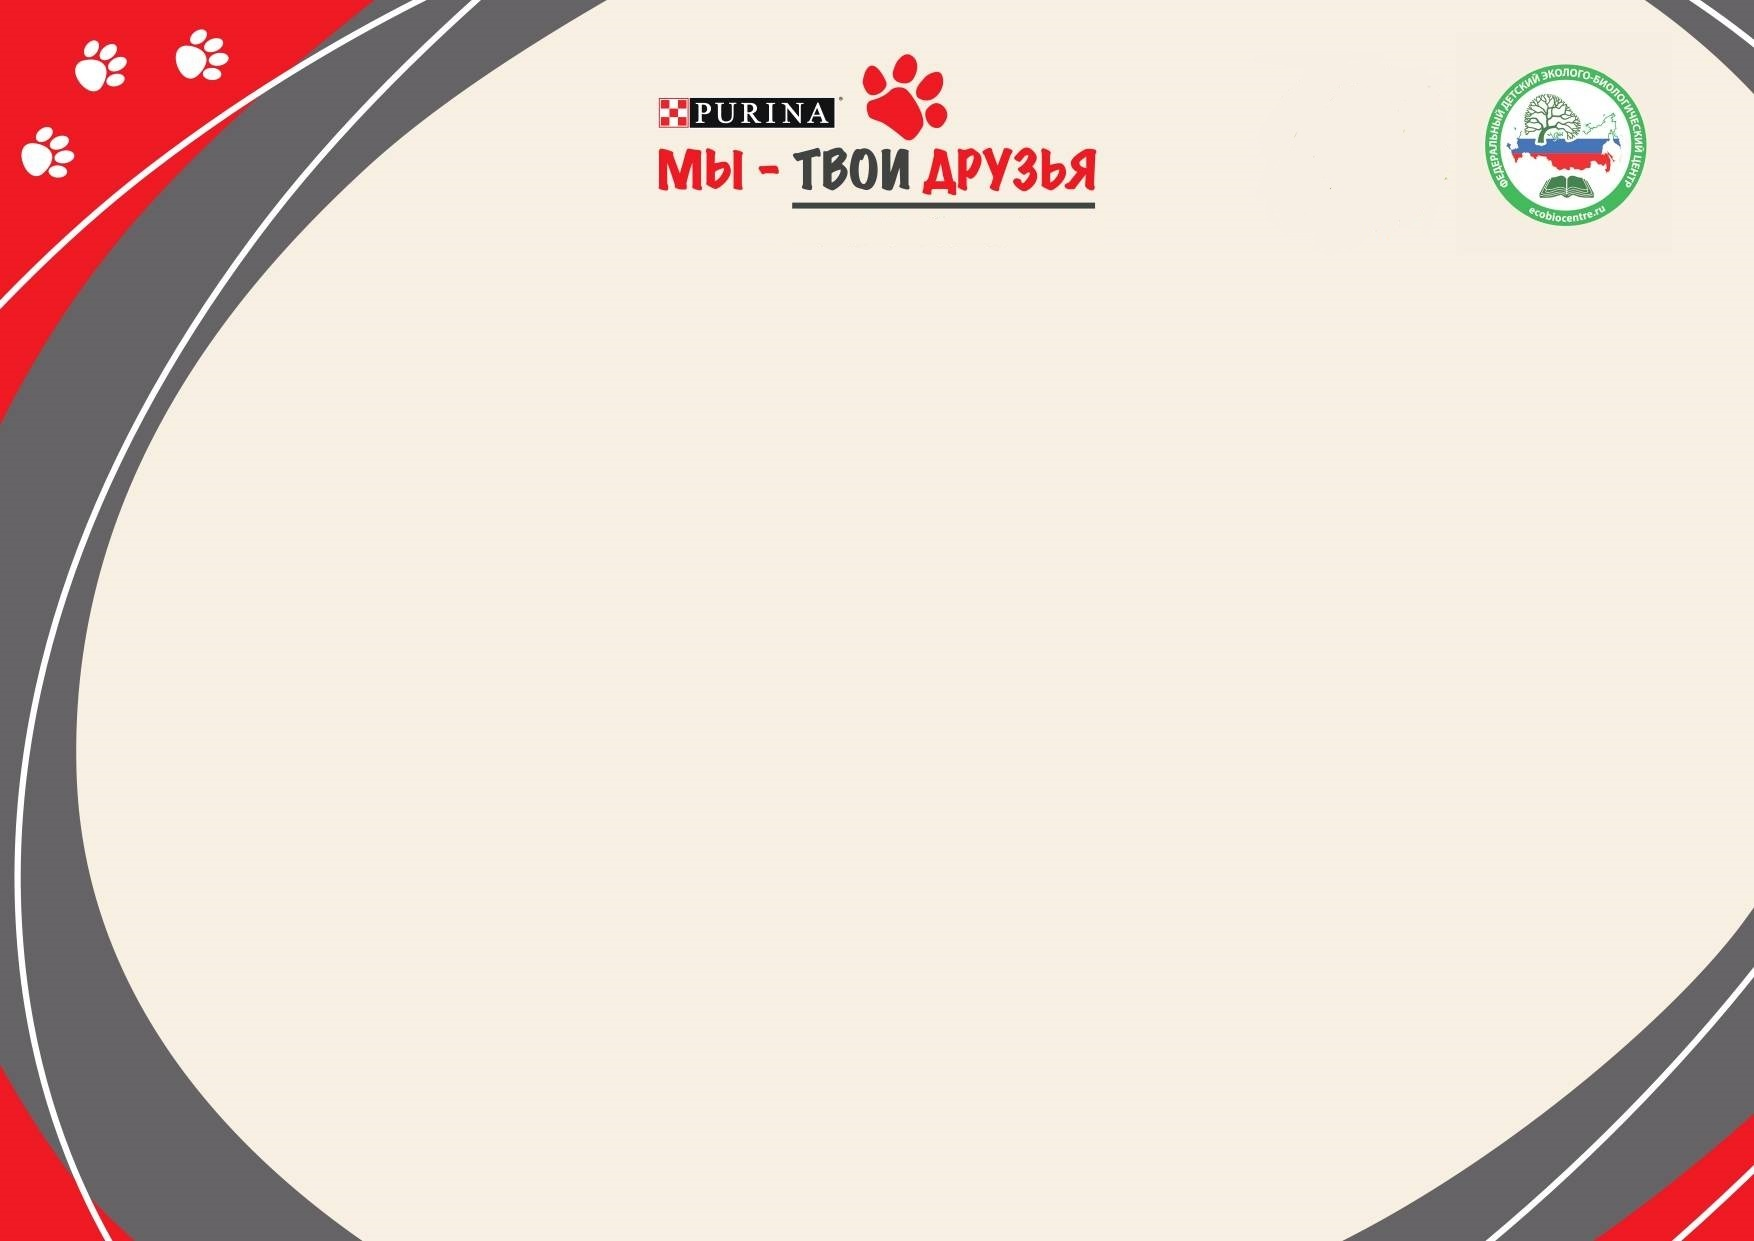 PURINA
МЫ - ТВОИ ДРУЗЬЯ
ФЕДЕРАЛЬНЫЙ ДЕТСКИЙ ЭКОЛОГО-БИОЛОГИЧЕСКИЙ ЦЕНТР
ecobiocentre.ru